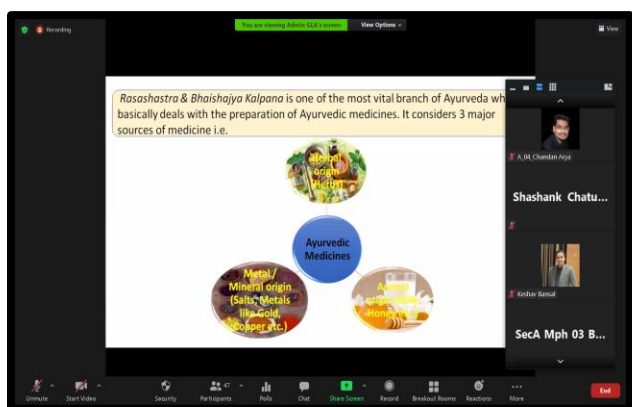 You are viewing Admin GLA's screen
View Options
Recording
View
Rasashastra & Bhaishajya Kalpana is one of the most vital branch of Ayurveda wh
basically deals with the preparation of Ayurvedic medicines. It considers 3 major
sources of medicine i.e.
Herbal
origin
(Herbs)
Ayurvedic
Medicines
Metal /
Mineral origin
(Salts, Metals
like Gold,
Copper etc.)
Animal
origin
Honey etc.)
A_04_Chandan Arya
Shashank Chatu...
Keshav Bansal
SecA Mph 03 B...
Unmute
Start Video
Security
Participants
47
Polls
Chat
Share Screen
Record
Breakout Rooms
Reactions
More
End